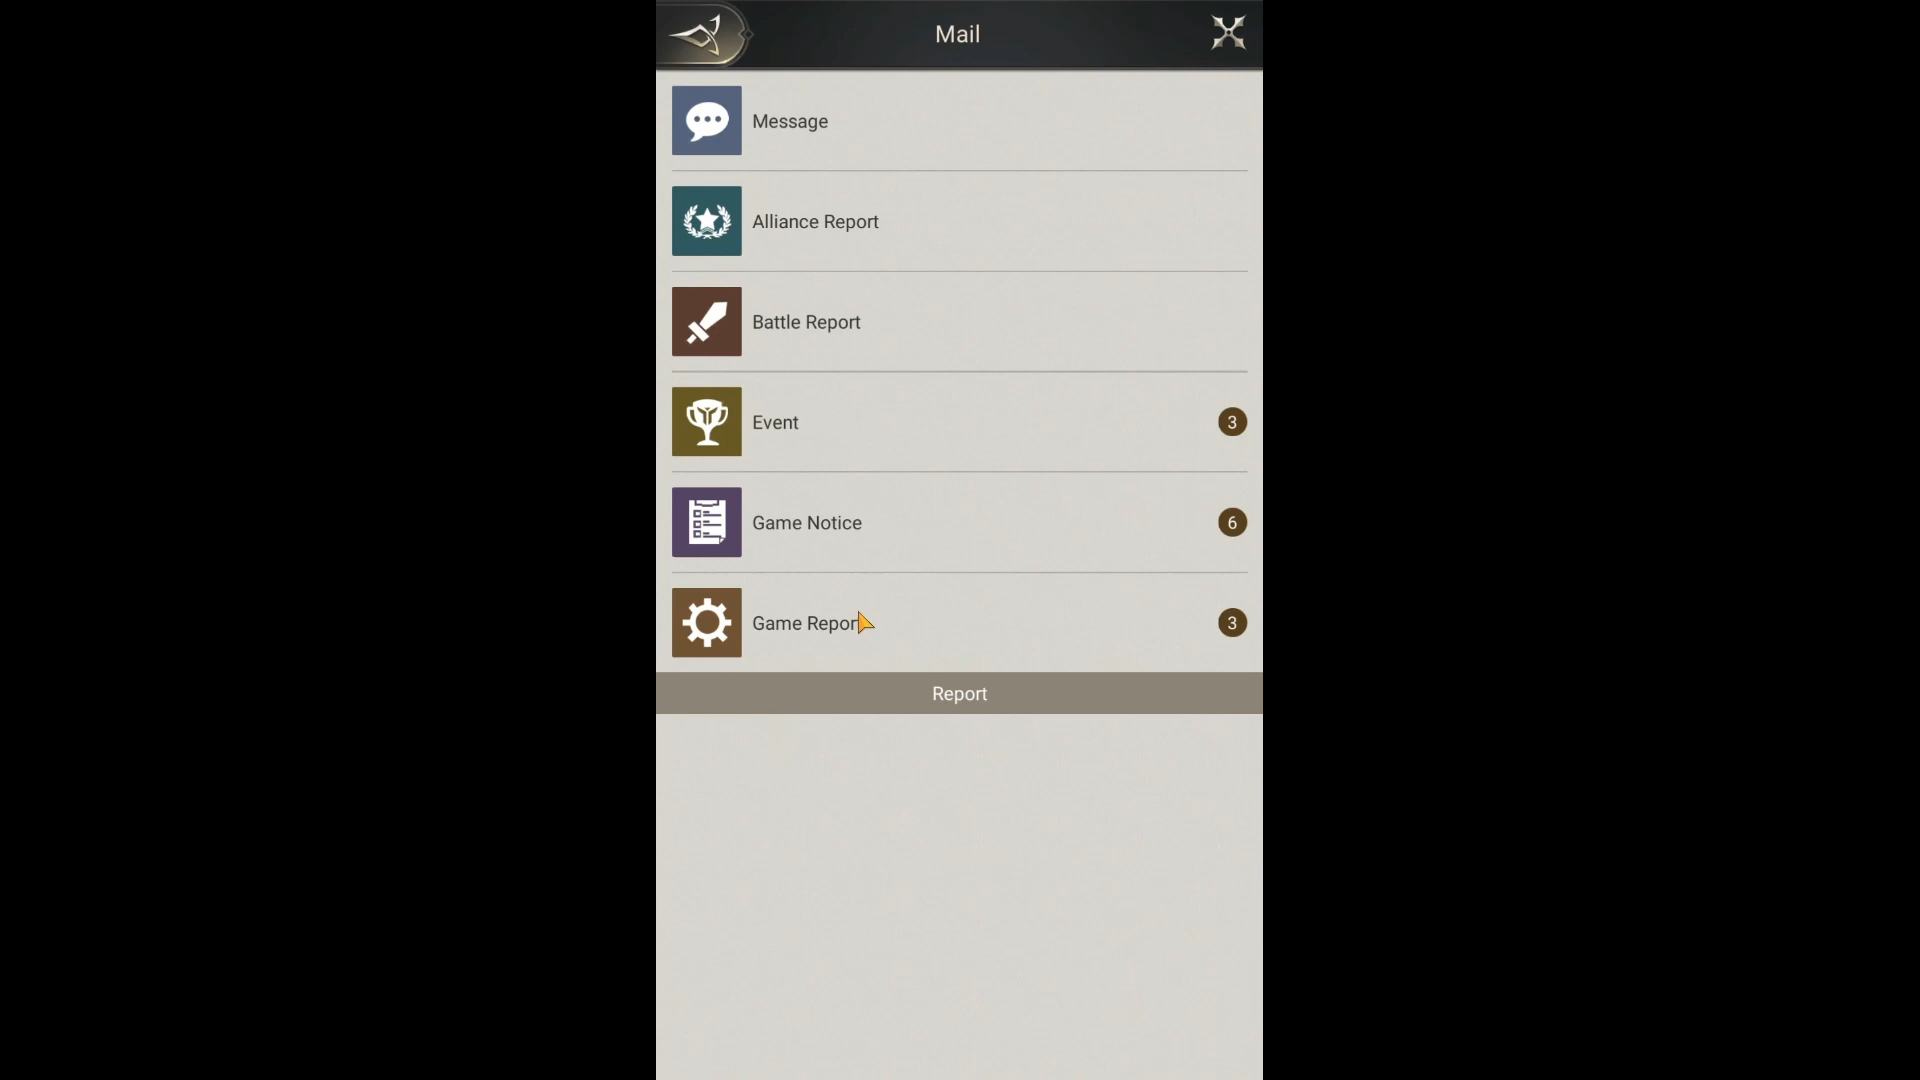 Mail
Message
Alliance Report
Battle Report
Event
3
Game Notice
6
Game Report
3
Report